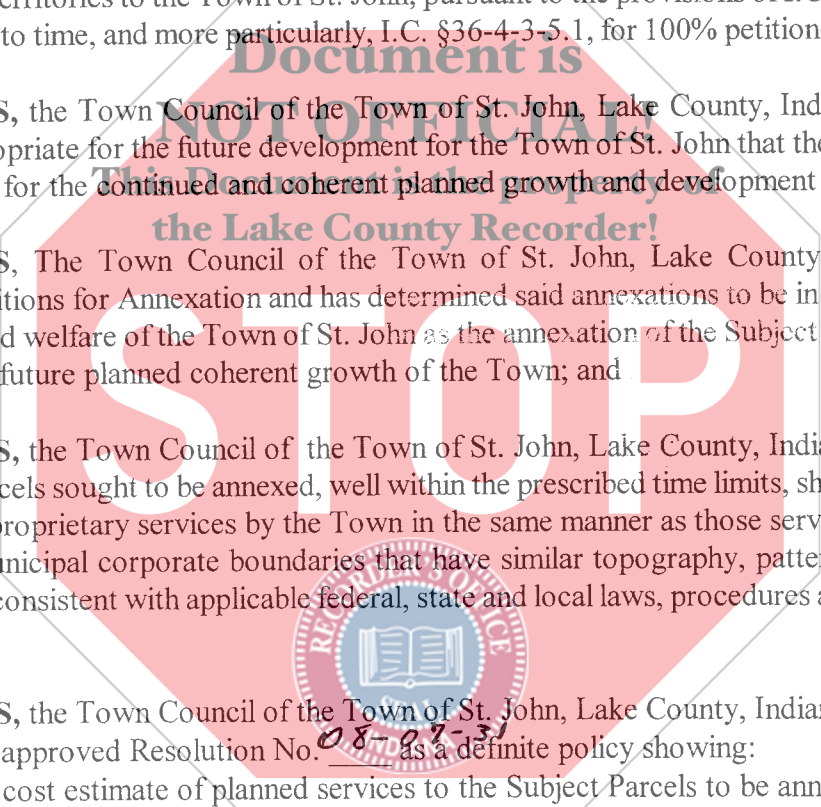 to the Town of St. John, pursuant to the provisions of
to time, and more particularly, I.C. §36-4-3-5.1, for 100% petition
Document is
S, the Town Council of the Town of St. John, Lake County, Ind
NOT OFFICIAL!
opriate for the future development for the Town of St. John that the
This Document is the property of
for the continued and coherent planned growth and development
the Lake County Recorder!
S, The Town Council of the Town of St. John, Lake County
itions for Annexation and has determined said annexations to be in
d welfare of the Town of St. John as the annexation of the Subject
future planned coherent growth of the Town; and
STOP
S, the Town Council of the Town of St. John, Lake County, India
cels sought to be annexed, well within the prescribed time limits, sh
proprietary services by the Town in the same manner as those serv
unicipal corporate boundaries that have similar topography, patte
consistent with applicable federal, state and local laws, procedures a
RECORDER'S OFFICE
SEAL
INDIANA
S, the Town Council of the Town of St. John, Lake County, Indian
approved Resolution No. 08-07-31 as a definite policy showing:
cost estimate of planned services to the Subject Parcels to be ann